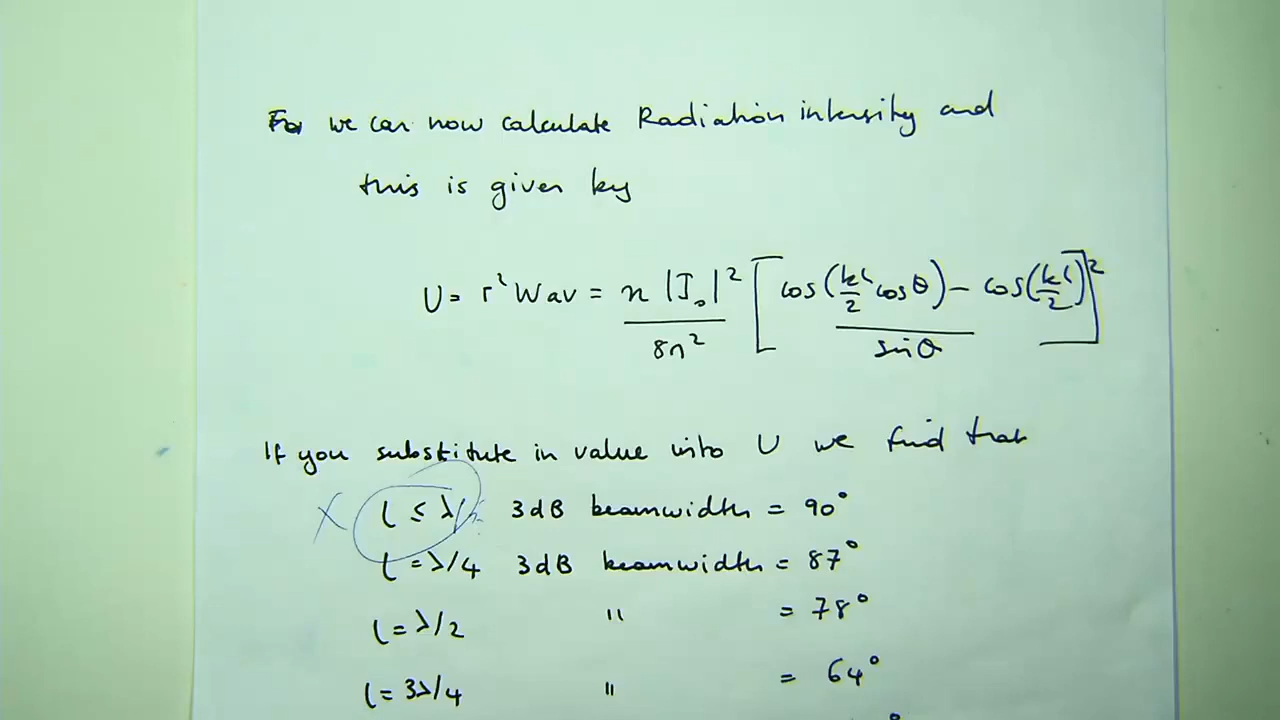 For we can now calculate Radiation intensity and
this is given by
U = r² Wav = η |I₀|² / 8π² [ cos(kl/2 cosθ) − cos(kl/2) / sinθ ]²
If you substitute in value into U we find that
X l ≤ λ/ 3dB beamwidth = 90°
l = λ/4 3dB beamwidth = 87°
l = λ/2 " = 78°
l = 3λ/4 " = 64°